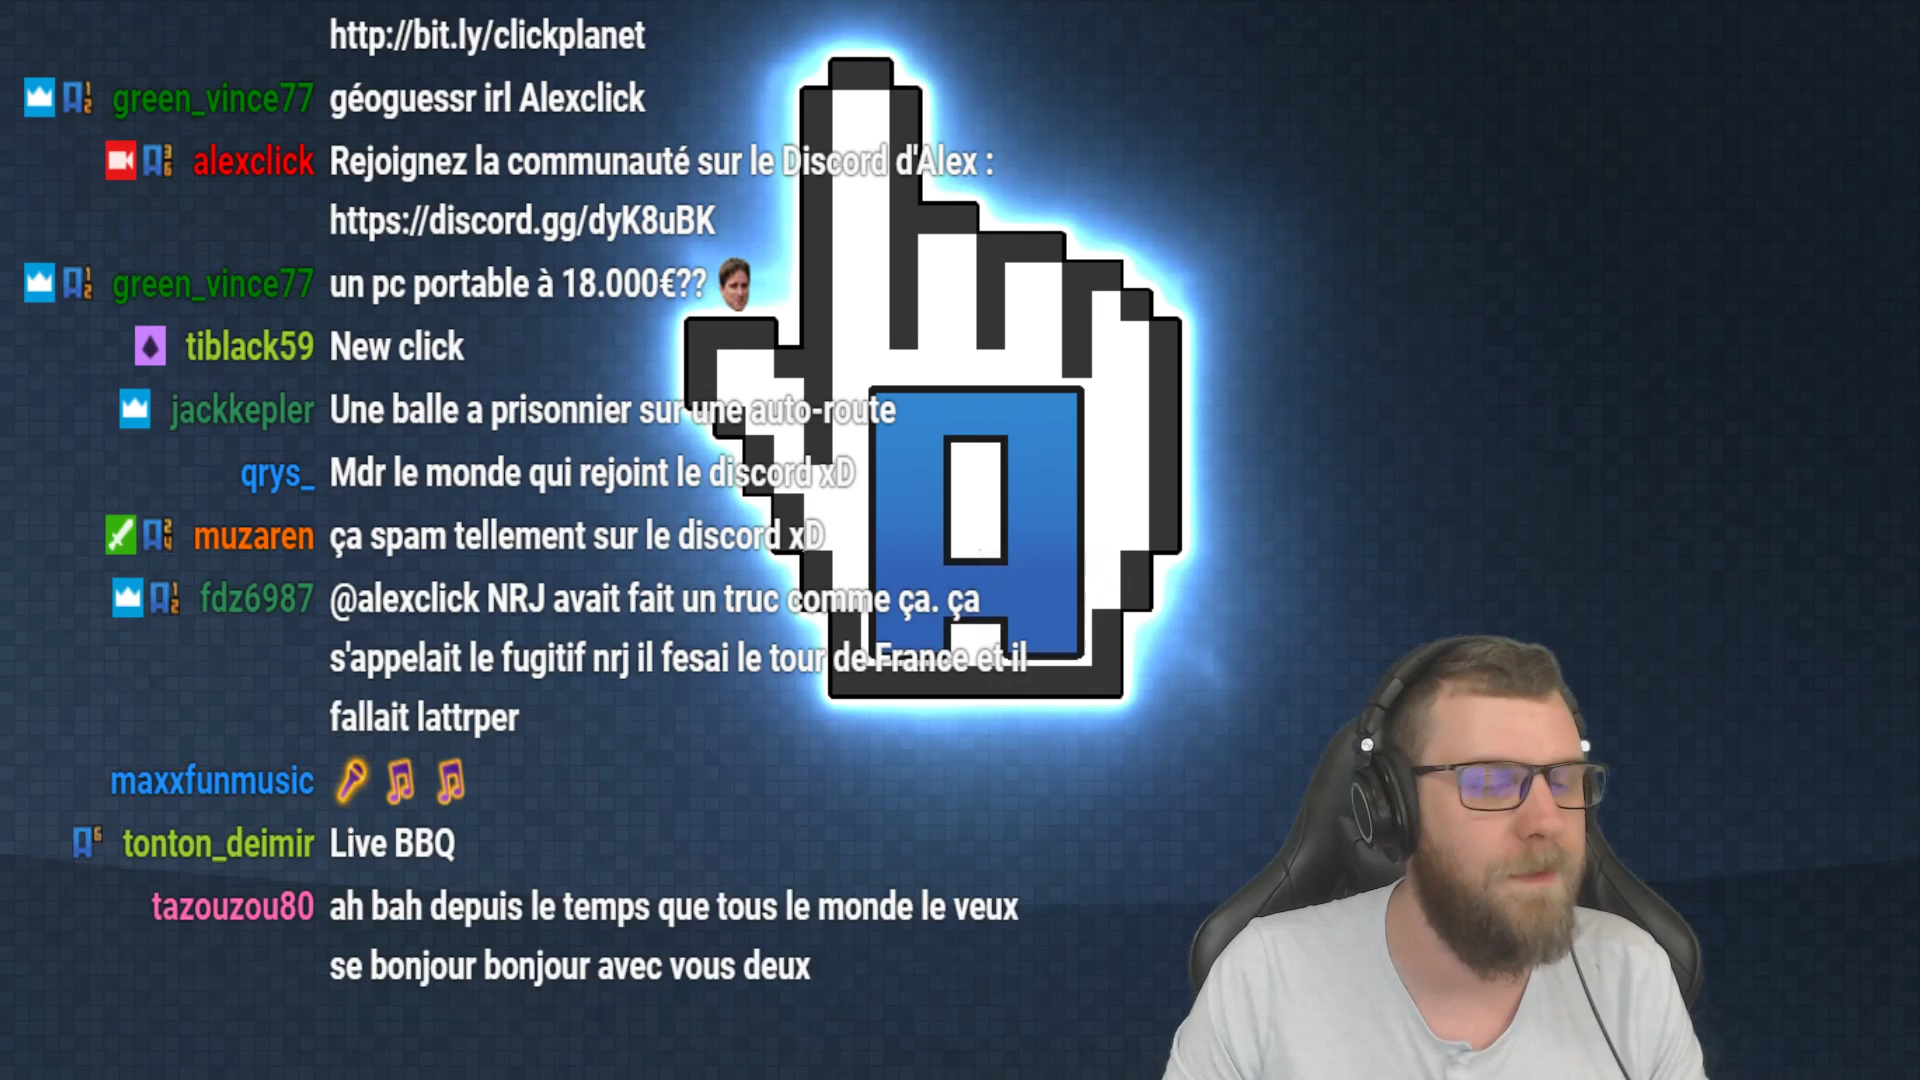 http://bit.ly/clickplanet
green_vince77 géoguessr irl Alexclick
alexclick Rejoignez la communauté sur le Discord d'Alex :
https://discord.gg/dyK8uBK
green_vince77 un pc portable à 18.000€??
tiblack59 New click
jackkepler Une balle a prisonnier sur une auto-route
qrys_ Mdr le monde qui rejoint le discord xD
muzaren ça spam tellement sur le discord xD
fdz6987 @alexclick NRJ avait fait un truc comme ça. ça
s'appelait le fugitif nrj il fesai le tour de France et il
fallait lattrper
maxxfunmusic
tonton_deimir Live BBQ
tazouzou80 ah bah depuis le temps que tous le monde le veux
se bonjour bonjour avec vous deux
A